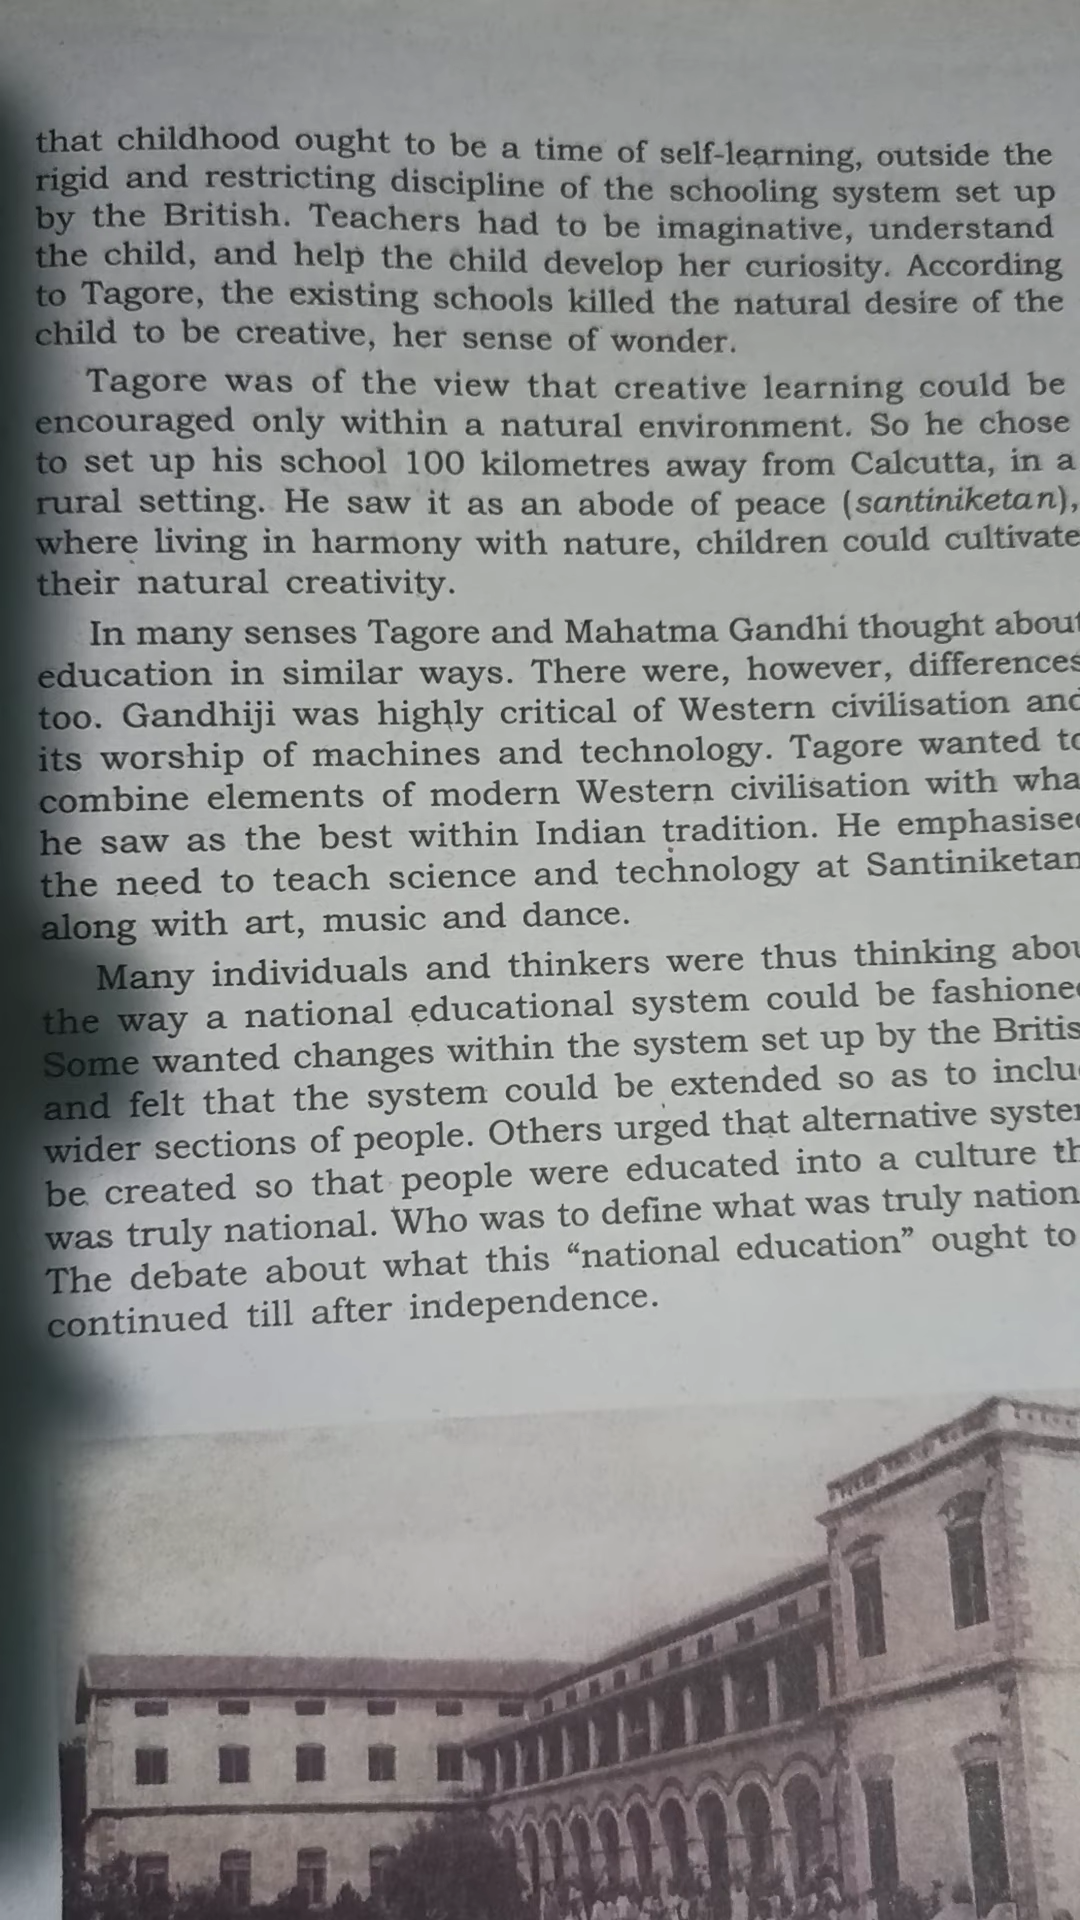 that childhood ought to be a time of self-learning, outside the
rigid and restricting discipline of the schooling system set up
by the British. Teachers had to be imaginative, understand
the child, and help the child develop her curiosity. According
to Tagore, the existing schools killed the natural desire of the
child to be creative, her sense of wonder.
Tagore was of the view that creative learning could be
encouraged only within a natural environment. So he chose
to set up his school 100 kilometres away from Calcutta, in a
rural setting. He saw it as an abode of peace (santiniketan),
where living in harmony with nature, children could cultivate
their natural creativity.
In many senses Tagore and Mahatma Gandhi thought about
education in similar ways. There were, however, differences
too. Gandhiji was highly critical of Western civilisation and
its worship of machines and technology. Tagore wanted to
combine elements of modern Western civilisation with wha
he saw as the best within Indian tradition. He emphasised
the need to teach science and technology at Santiniketan
along with art, music and dance.
Many individuals and thinkers were thus thinking abou
the way a national educational system could be fashione
Some wanted changes within the system set up by the Britis
and felt that the system could be extended so as to inclu
wider sections of people. Others urged that alternative syste
be created so that people were educated into a culture th
was truly national. Who was to define what was truly nation
The debate about what this “national education” ought to
continued till after independence.